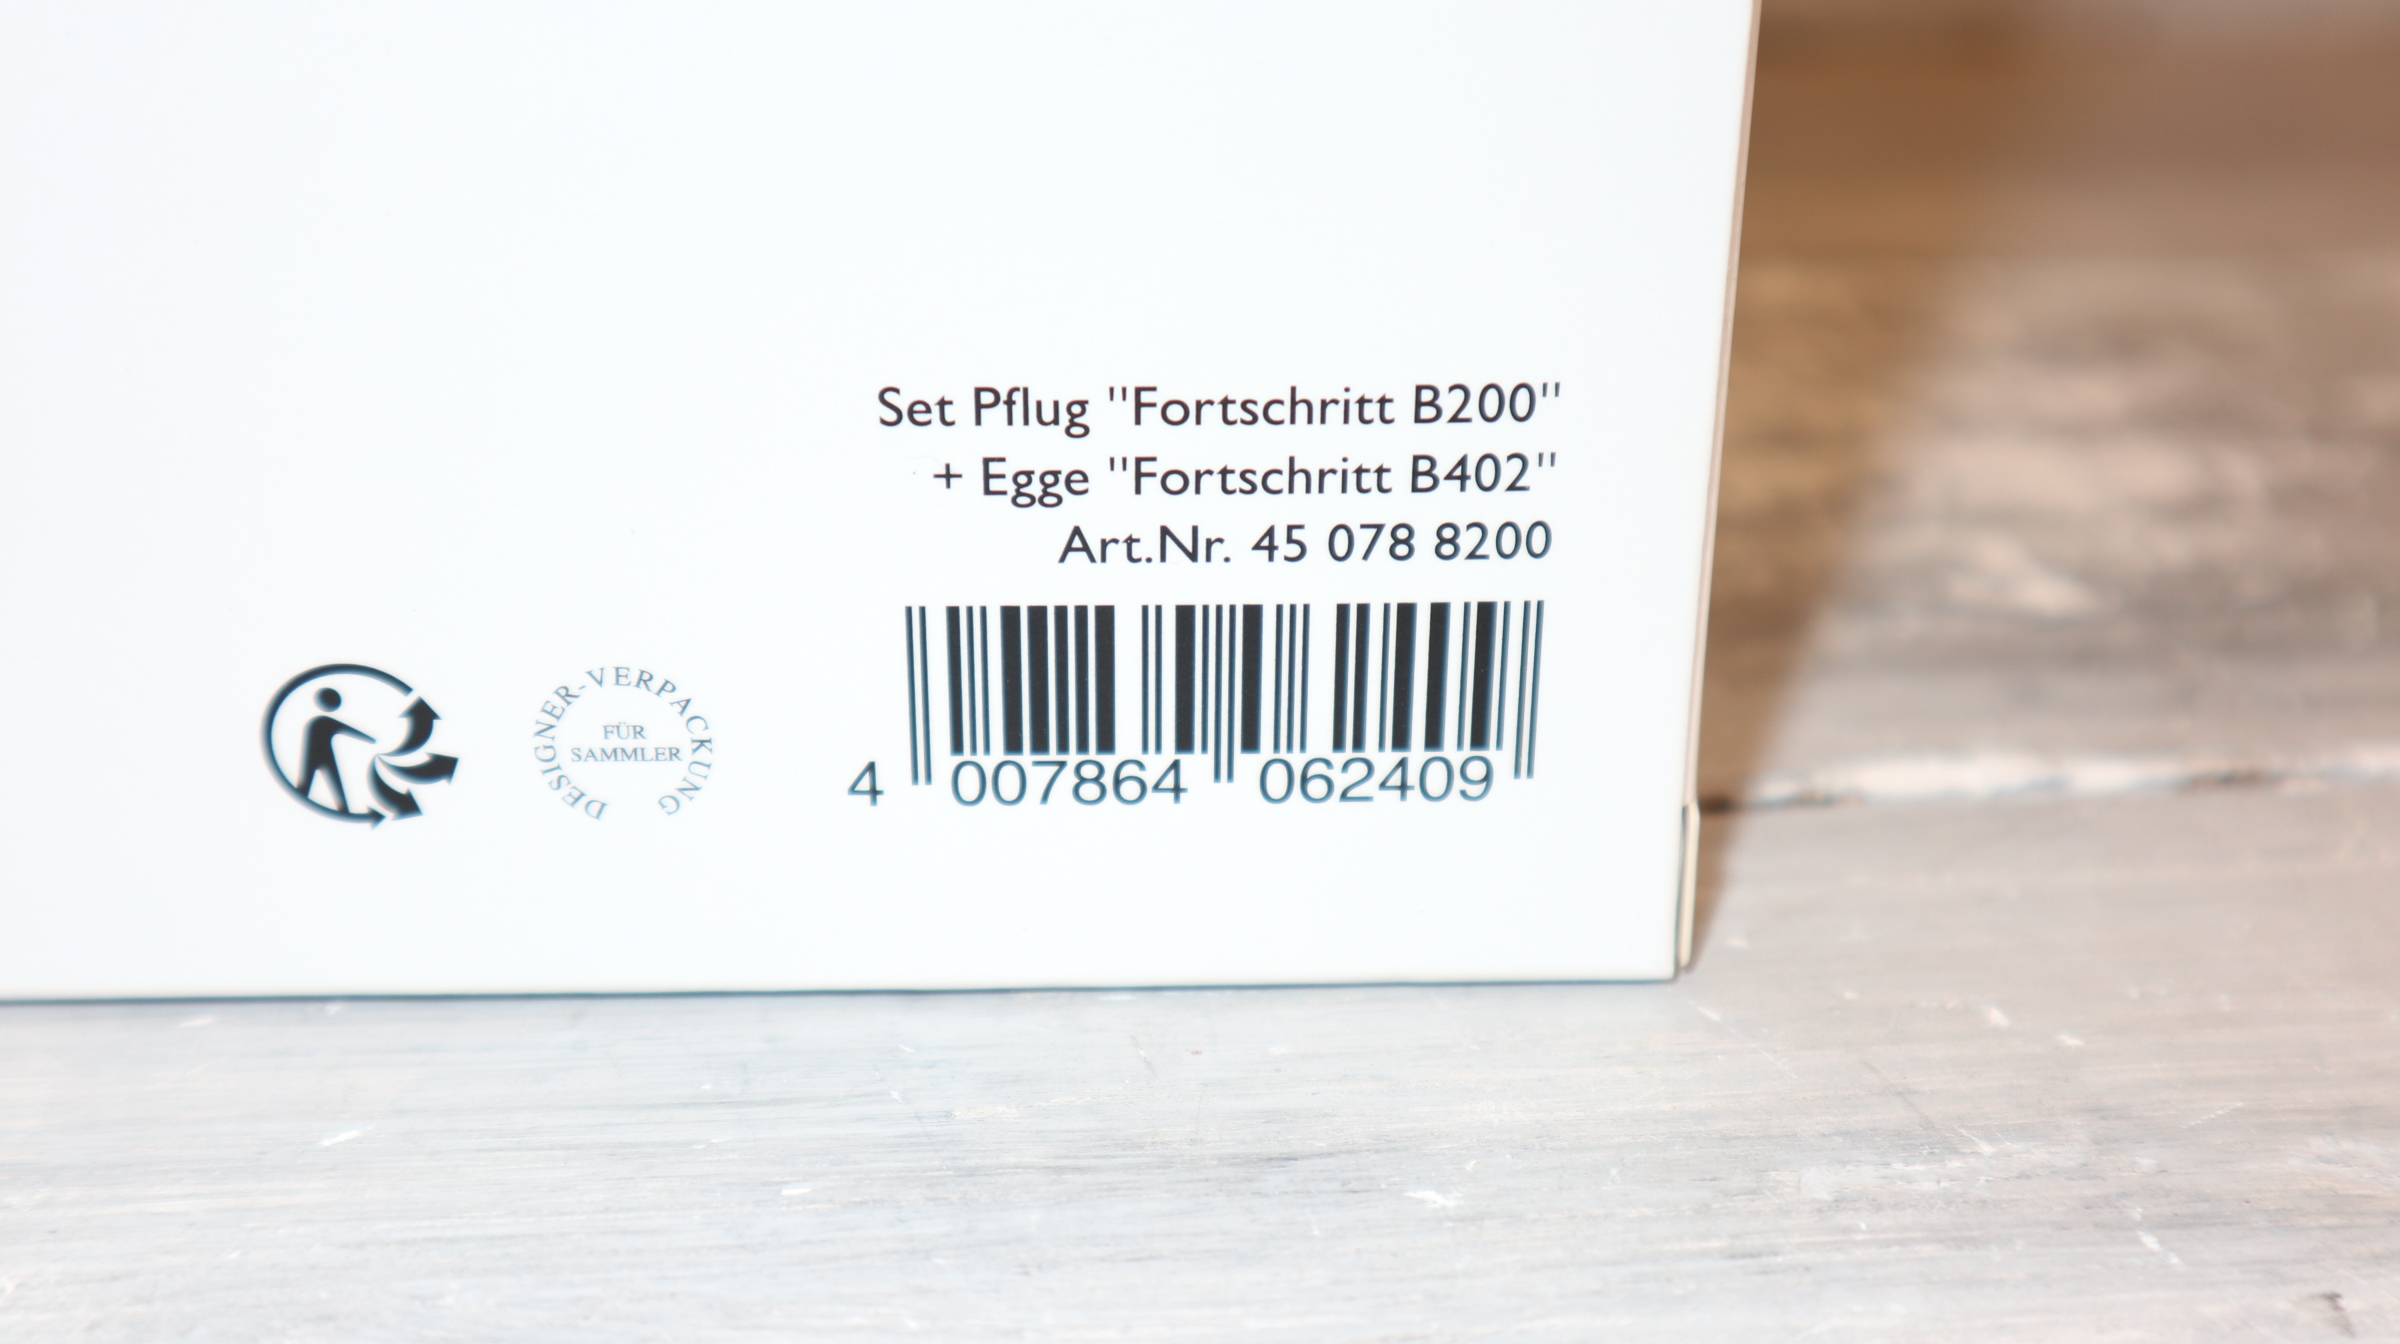 Set Pflug "Fortschritt B200"
+ Egge "Fortschritt B402"
Art.Nr. 45 078 8200
DESIGNER-VERPACKUNG
FÜR
SAMMLER
4 007864 062409